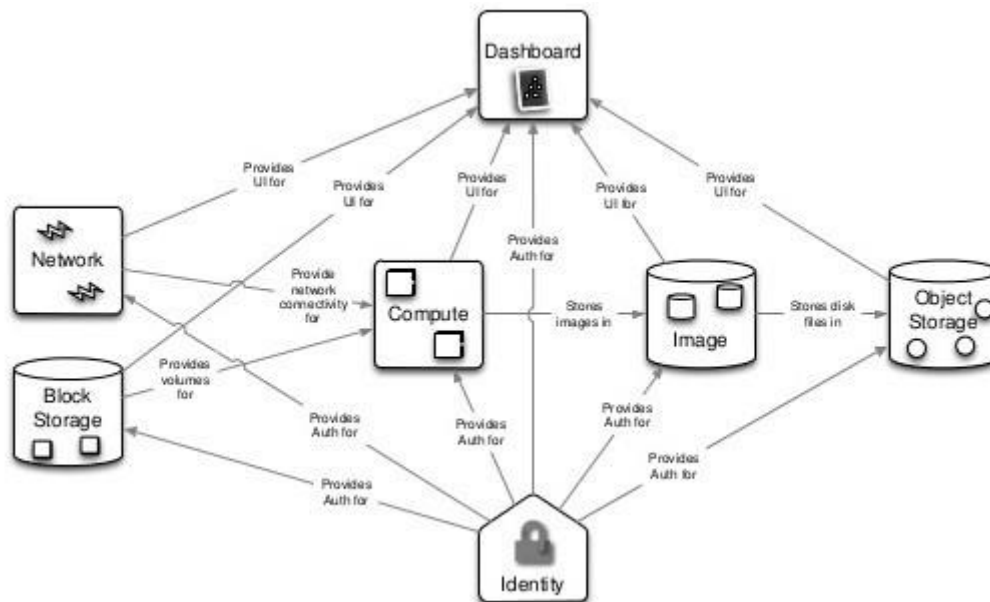 Dashboard
Provides
UI for
Provides
UI for
Provides
UI for
Provides
UI for
Provides
UI for
Provides
Auth for
Network
Provide
network
connectivity
for
Compute
Stores
images in
Image
Stores disk
files in
Object
Storage
Block
Storage
Provides
volumes
for
Provides
Auth for
Provides
Auth for
Provides
Auth for
Provides
Auth for
Provides
Auth for
Identity